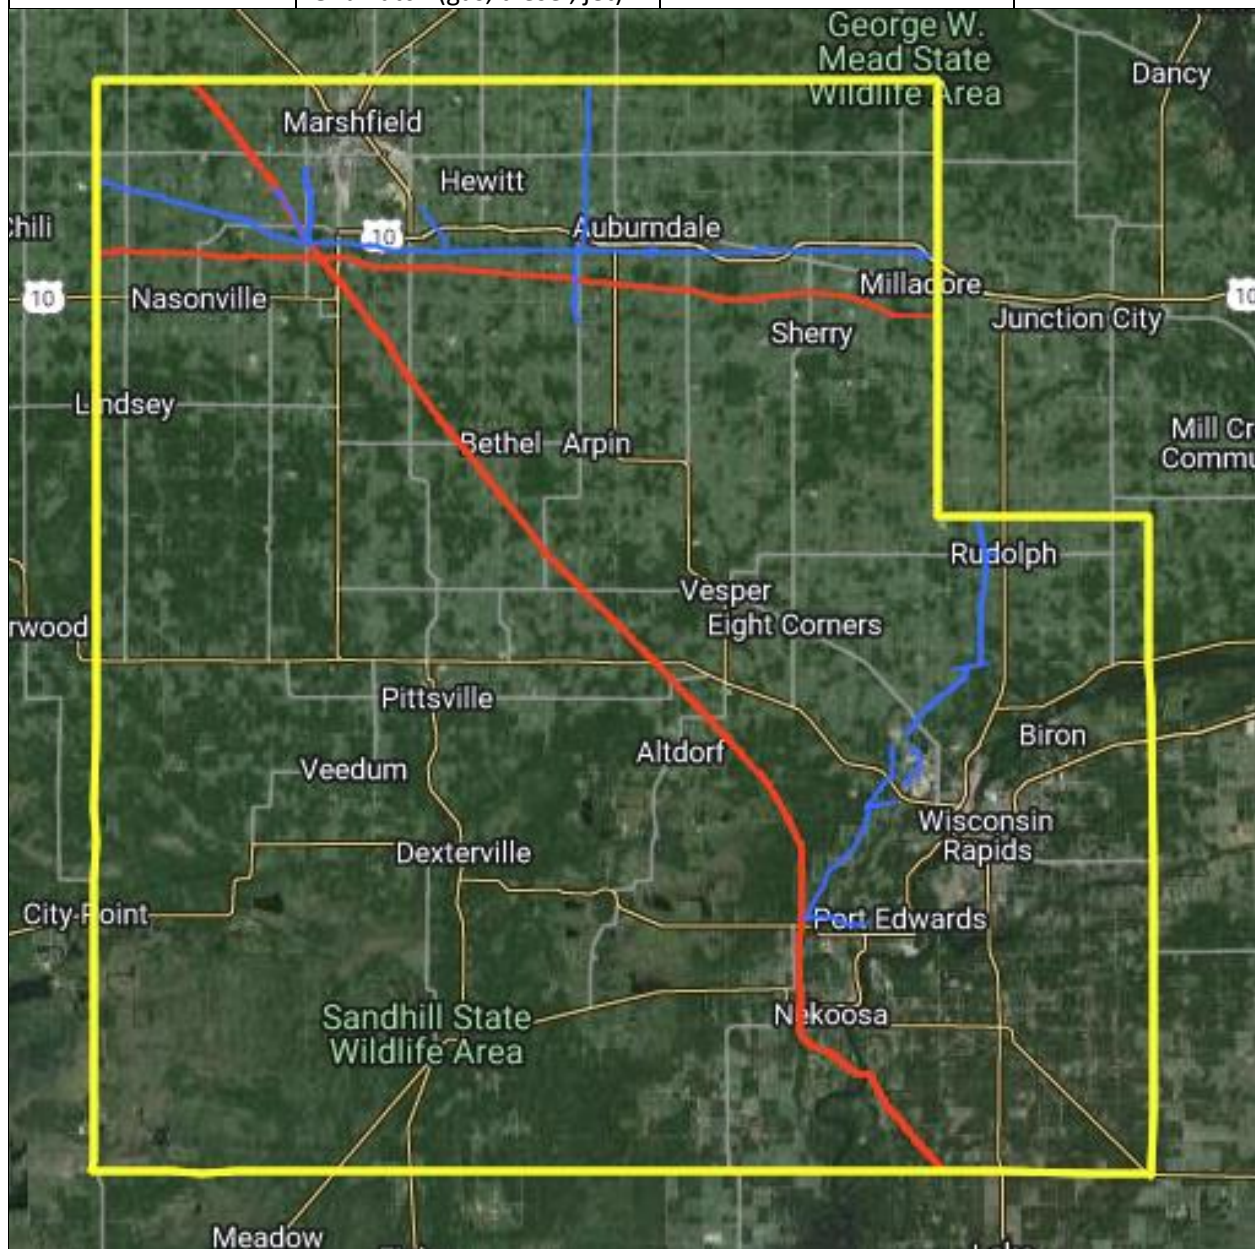 George W.
Mead State
Wildlife Area
Dancy
Marshfield
Hewitt
Chili
10
Auburndale
Milladore
10
Nasonville
10
Junction City
Sherry
Lindsey
Bethel
Arpin
Mill Cr
Commu
Rudolph
Vesper
Eight Corners
rwood
Pittsville
Biron
Altdorf
Veedum
Wisconsin
Rapids
Dexterville
City Point
Port Edwards
Nekoosa
Sandhill State
Wildlife Area
Meadow